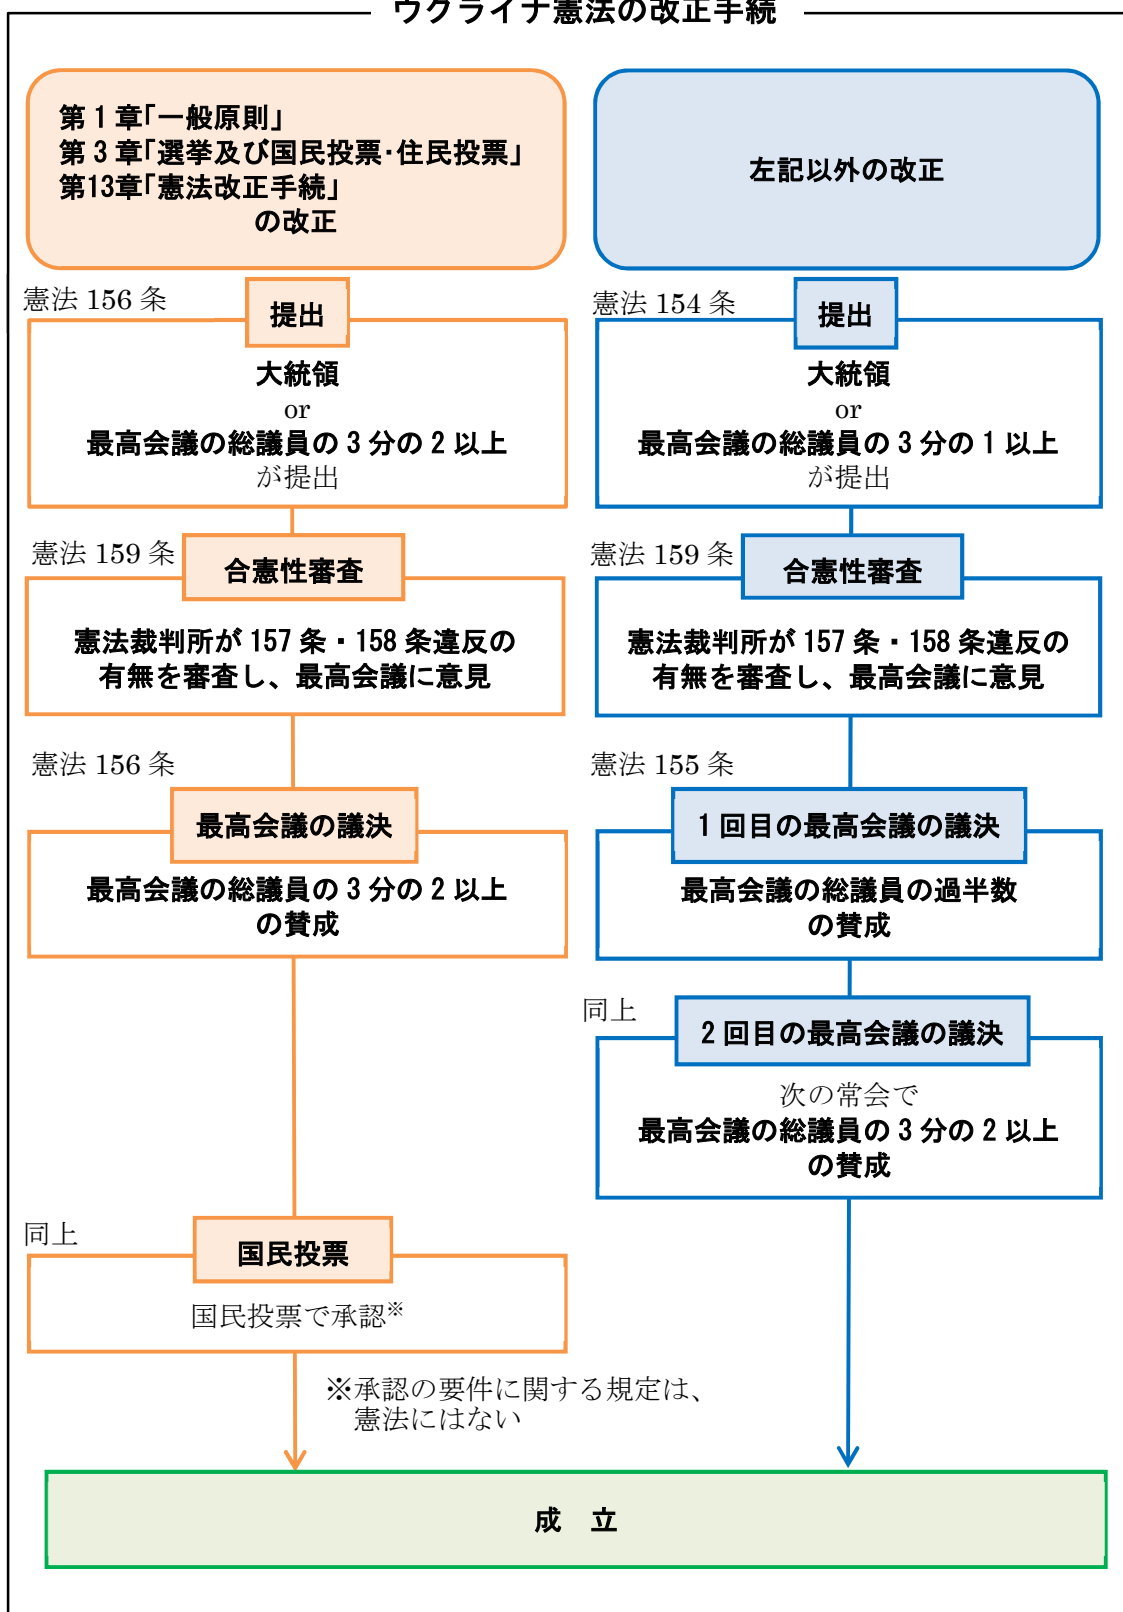 ウクライナ憲法の改正手続
第1章「一般原則」
第3章「選挙及び国民投票・住民投票」
第13章「憲法改正手続」
の改正
憲法 156 条
提出
大統領
or
最高会議の総議員の 3 分の 2 以上
が提出
憲法 159 条
合憲性審査
憲法裁判所が 157 条・158 条違反の
有無を審査し、最高会議に意見
憲法 156 条
最高会議の議決
最高会議の総議員の 3 分の 2 以上
の賛成
同上
国民投票
国民投票で承認※
※承認の要件に関する規定は、
憲法にはない
左記以外の改正
憲法 154 条
提出
大統領
or
最高会議の総議員の 3 分の 1 以上
が提出
憲法 159 条
合憲性審査
憲法裁判所が 157 条・158 条違反の
有無を審査し、最高会議に意見
憲法 155 条
1 回目の最高会議の議決
最高会議の総議員の過半数
の賛成
同上
2 回目の最高会議の議決
次の常会で
最高会議の総議員の 3 分の 2 以上
の賛成
成 立